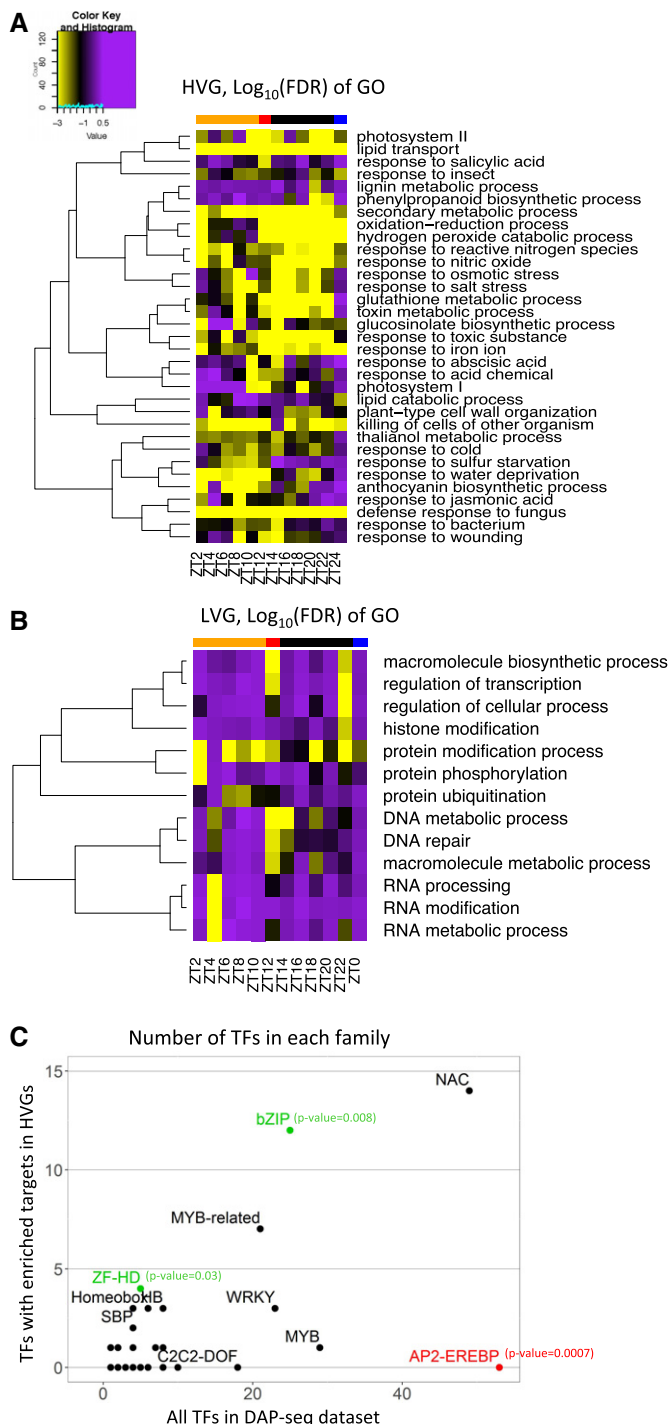 A
Color Key
and Histogram
Count
0 40 80 120
−3 −1 0.5
Value
HVG, Log10(FDR) of GO
photosystem II
lipid transport
response to salicylic acid
response to insect
lignin metabolic process
phenylpropanoid biosynthetic process
secondary metabolic process
oxidation−reduction process
hydrogen peroxide catabolic process
response to reactive nitrogen species
response to nitric oxide
response to osmotic stress
response to salt stress
glutathione metabolic process
toxin metabolic process
glucosinolate biosynthetic process
response to toxic substance
response to iron ion
response to abscisic acid
response to acid chemical
photosystem I
lipid catabolic process
plant−type cell wall organization
killing of cells of other organism
thalianol metabolic process
response to cold
response to sulfur starvation
response to water deprivation
anthocyanin biosynthetic process
response to jasmonic acid
defense response to fungus
response to bacterium
response to wounding
ZT2 ZT4 ZT6 ZT8 ZT10 ZT12 ZT14 ZT16 ZT18 ZT20 ZT22 ZT24
B
LVG, Log10(FDR) of GO
macromolecule biosynthetic process
regulation of transcription
regulation of cellular process
histone modification
protein modification process
protein phosphorylation
protein ubiquitination
DNA metabolic process
DNA repair
macromolecule metabolic process
RNA processing
RNA modification
RNA metabolic process
ZT2 ZT4 ZT6 ZT8 ZT10 ZT12 ZT14 ZT16 ZT18 ZT20 ZT22 ZT0
C
Number of TFs in each family
TFs with enriched targets in HVGs
15
10
5
0
NAC
bZIP (p-value=0.008)
MYB-related
ZF-HD (p-value=0.03)
Homeobox HB
WRKY
SBP
MYB
C2C2-DOF
AP2-EREBP (p-value=0.0007)
0 20 40
All TFs in DAP-seq dataset